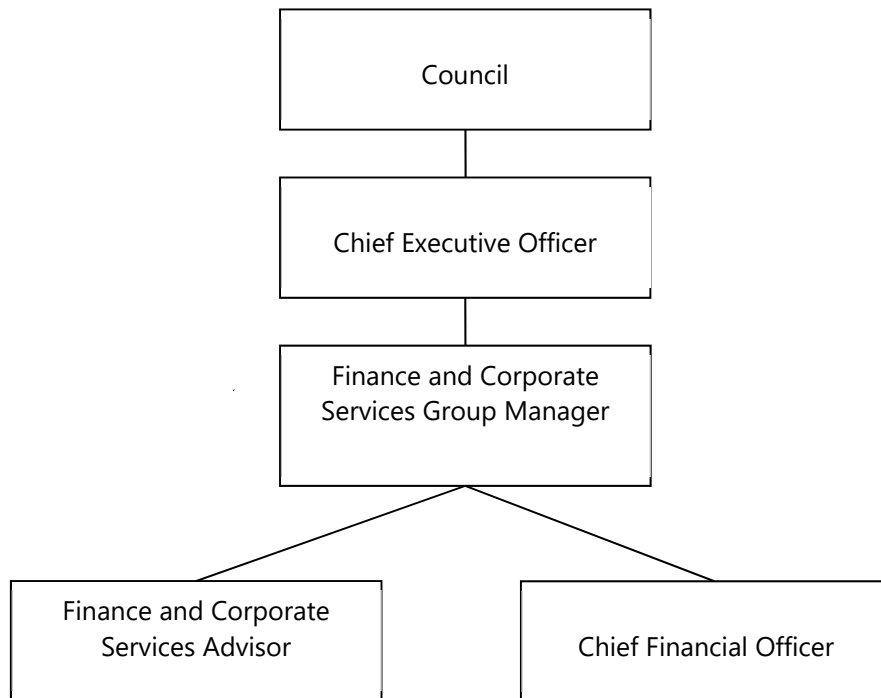 Council
Chief Executive Officer
Finance and Corporate
Services Group Manager
Finance and Corporate
Services Advisor
Chief Financial Officer